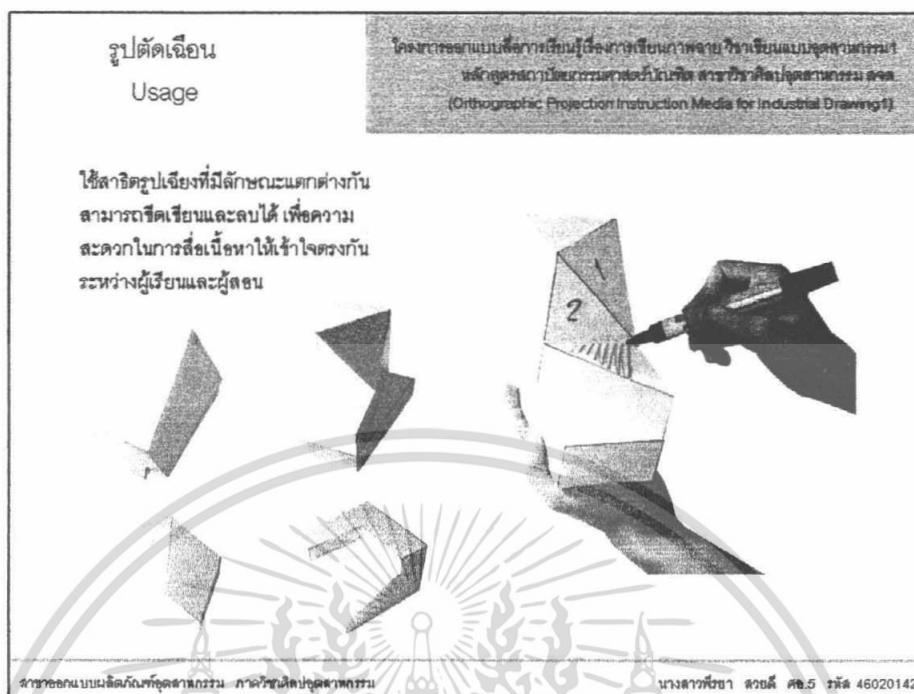 รูปตัดเฉือน
Usage
โครงการออกแบบสื่อการเรียนรู้เรื่องการเขียนภาพฉาย วิชาเขียนแบบอุตสาหกรรม1
หลักสูตรสถาปัตยกรรมศาสตร์บัณฑิต สาขาวิชาศิลปอุตสาหกรรม สจล
(Orthographic Projection Instruction Media for Industrial Drawing1)
ใช้สาธิตรูปเฉียงที่มีลักษณะแตกต่างกัน
สามารถขีดเขียนและลบได้ เพื่อความ
สะดวกในการสื่อเนื้อหาให้เข้าใจตรงกัน
ระหว่างผู้เรียนและผู้สอน
1
2
สาขาออกแบบผลิตภัณฑ์อุตสาหกรรม ภาควิชาศิลปอุตสาหกรรม
นางสาวพีรยา สวยดี ศอ.5 รหัส 46020142